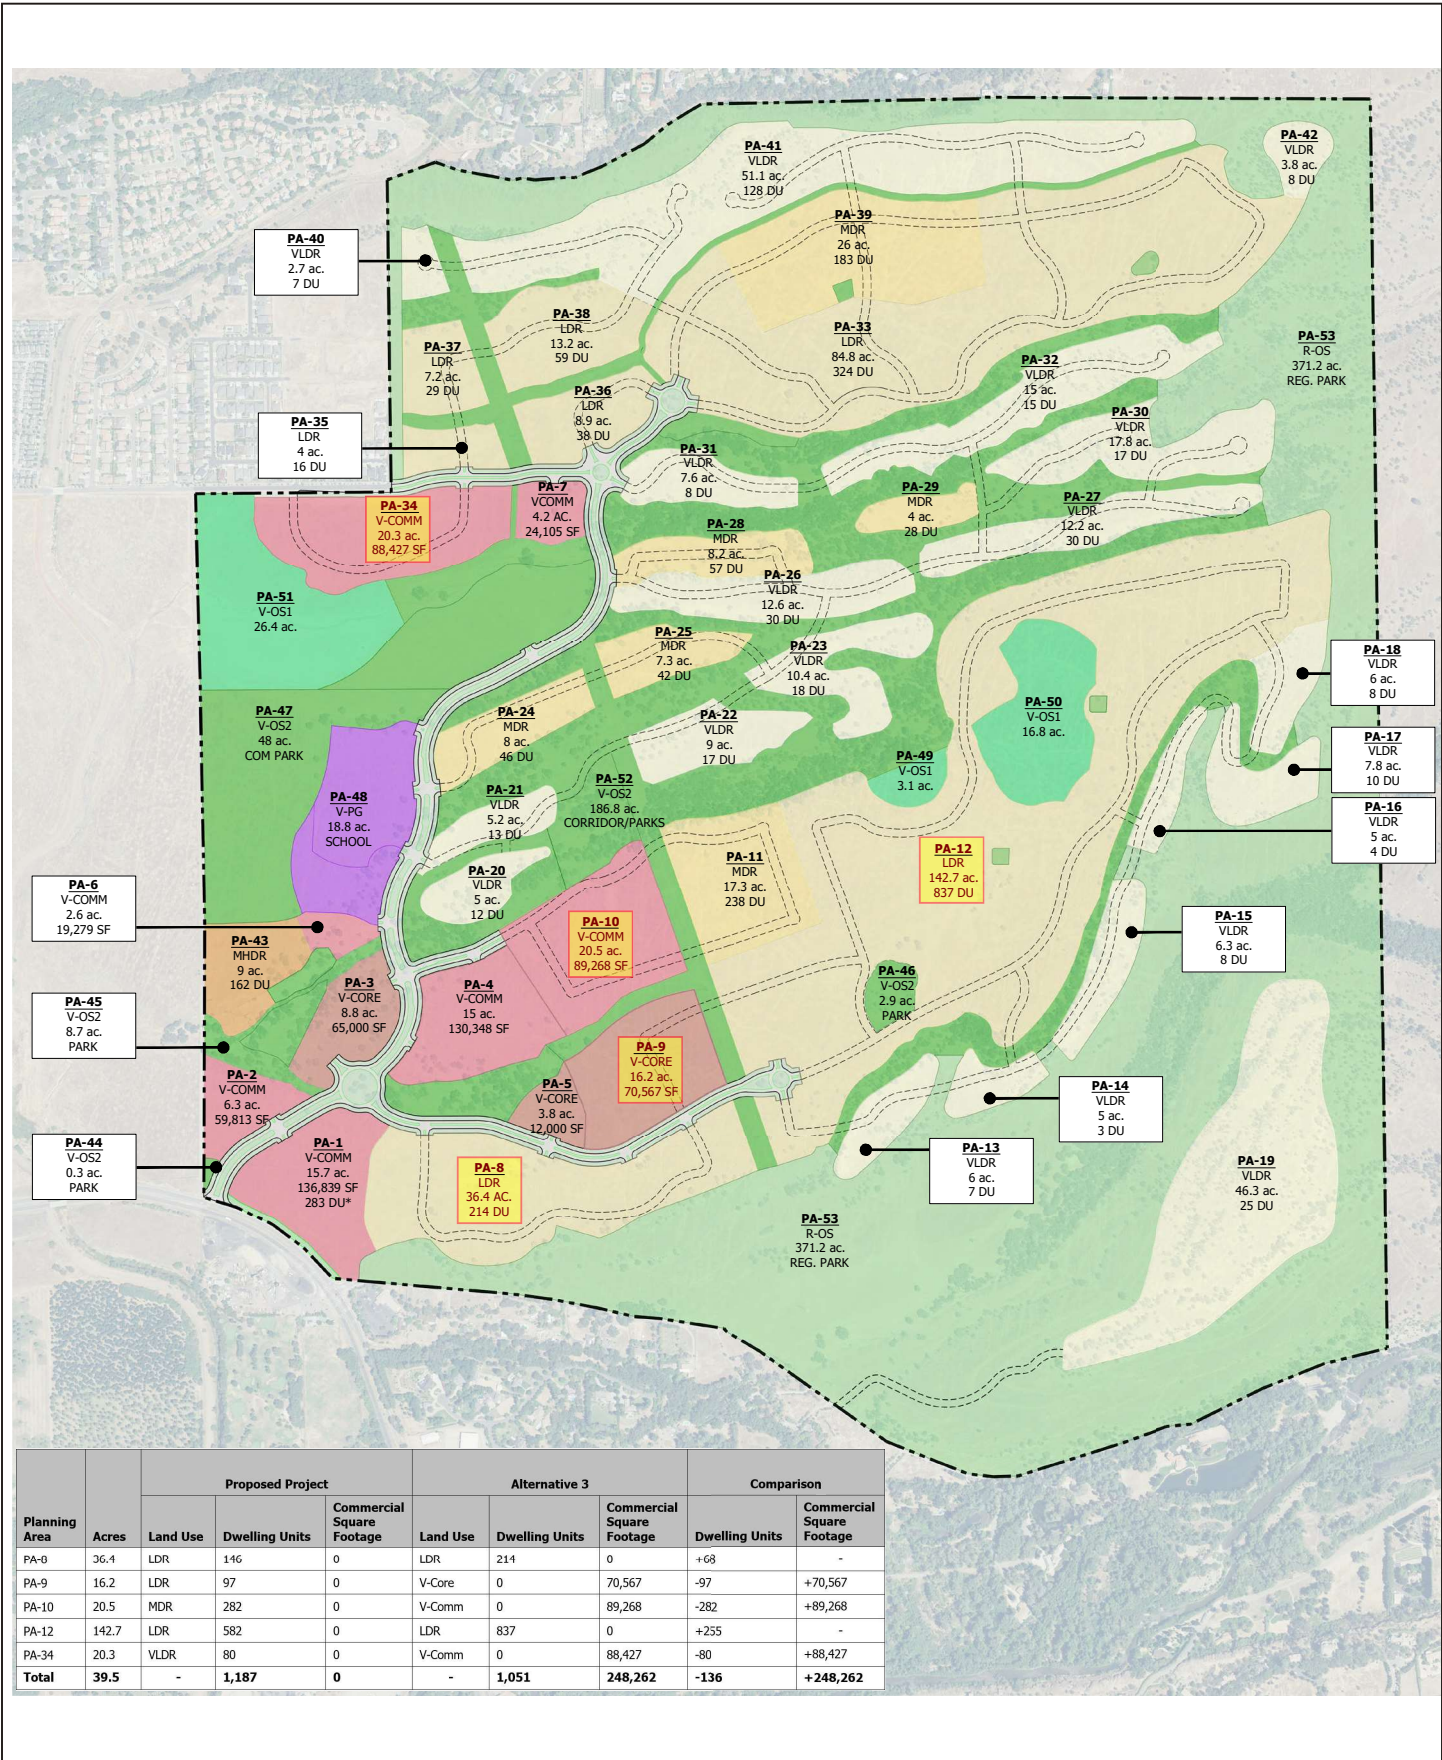 PA-41
VLDR
51.1 ac.
128 DU
PA-42
VLDR
3.8 ac.
8 DU
PA-39
MDR
26 ac.
183 DU
PA-40
VLDR
2.7 ac.
7 DU
PA-38
LDR
13.2 ac.
59 DU
PA-33
LDR
84.8 ac.
324 DU
PA-53
R-OS
371.2 ac.
REG. PARK
PA-37
LDR
7.2 ac.
29 DU
PA-32
VLDR
15 ac.
15 DU
PA-36
LDR
8.9 ac.
38 DU
PA-30
VLDR
17.8 ac.
17 DU
PA-35
LDR
4 ac.
16 DU
PA-31
VLDR
7.6 ac.
8 DU
PA-7
VCOMM
4.2 AC.
24,105 SF
PA-29
MDR
4 ac.
28 DU
PA-27
VLDR
12.2 ac.
30 DU
PA-34
V-COMM
20.3 ac.
88,427 SF
PA-28
MDR
8.2 ac.
57 DU
PA-26
VLDR
12.6 ac.
30 DU
PA-51
V-OS1
26.4 ac.
PA-25
MDR
7.3 ac.
42 DU
PA-23
VLDR
10.4 ac.
18 DU
PA-18
VLDR
6 ac.
8 DU
PA-47
V-OS2
48 ac.
COM PARK
PA-24
MDR
8 ac.
46 DU
PA-22
VLDR
9 ac.
17 DU
PA-50
V-OS1
16.8 ac.
PA-17
VLDR
7.8 ac.
10 DU
PA-49
V-OS1
3.1 ac.
PA-48
V-PG
18.8 ac.
SCHOOL
PA-21
VLDR
5.2 ac.
13 DU
PA-52
V-OS2
186.8 ac.
CORRIDOR/PARKS
PA-16
VLDR
5 ac.
4 DU
PA-12
LDR
142.7 ac.
837 DU
PA-11
MDR
17.3 ac.
238 DU
PA-20
VLDR
5 ac.
12 DU
PA-6
V-COMM
2.6 ac.
19,279 SF
PA-10
V-COMM
20.5 ac.
89,268 SF
PA-15
VLDR
6.3 ac.
8 DU
PA-43
MHDR
9 ac.
162 DU
PA-3
V-CORE
8.8 ac.
65,000 SF
PA-4
V-COMM
15 ac.
130,348 SF
PA-46
V-OS2
2.9 ac.
PARK
PA-45
V-OS2
8.7 ac.
PARK
PA-9
V-CORE
16.2 ac.
70,567 SF
PA-2
V-COMM
6.3 ac.
59,813 SF
PA-5
V-CORE
3.8 ac.
12,000 SF
PA-14
VLDR
5 ac.
3 DU
PA-44
V-OS2
0.3 ac.
PARK
PA-1
V-COMM
15.7 ac.
136,839 SF
283 DU*
PA-8
LDR
36.4 AC.
214 DU
PA-13
VLDR
6 ac.
7 DU
PA-19
VLDR
46.3 ac.
25 DU
PA-53
R-OS
371.2 ac.
REG. PARK
Proposed Project Alternative 3 Comparison
Planning Area Acres Land Use Dwelling Units Commercial Square Footage Land Use Dwelling Units Commercial Square Footage Dwelling Units Commercial Square Footage
PA-8 36.4 LDR 146 0 LDR 214 0 +68 -
PA-9 16.2 LDR 97 0 V-Core 0 70,567 -97 +70,567
PA-10 20.5 MDR 282 0 V-Comm 0 89,268 -282 +89,268
PA-12 142.7 LDR 582 0 LDR 837 0 +255 -
PA-34 20.3 VLDR 80 0 V-Comm 0 88,427 -80 +88,427
Total 39.5 - 1,187 0 - 1,051 248,262 -136 +248,262